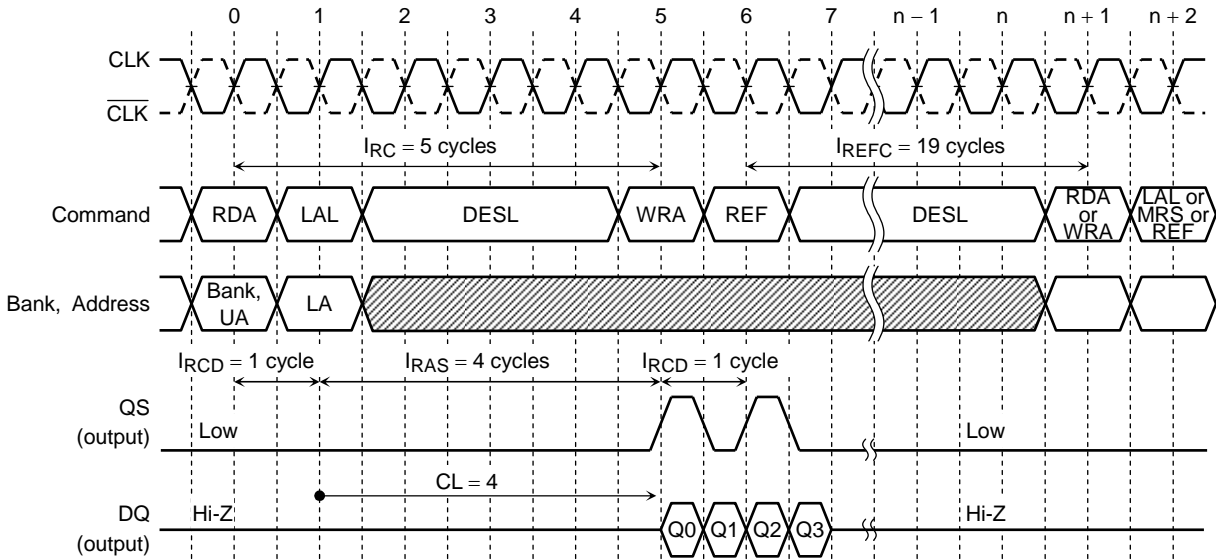 0 1 2 3 4 5 6 7 n − 1 n n + 1 n + 2
CLK
CLK
IRC = 5 cycles
IREFC = 19 cycles
Command
RDA
LAL
DESL
WRA
REF
DESL
RDA
or
WRA
LAL or
MRS or
REF
Bank, Address
Bank,
UA
LA
IRCD = 1 cycle
IRAS = 4 cycles
IRCD = 1 cycle
QS
(output)
Low
Low
CL = 4
DQ
(output)
Hi-Z
Q0 Q1 Q2 Q3
Hi-Z